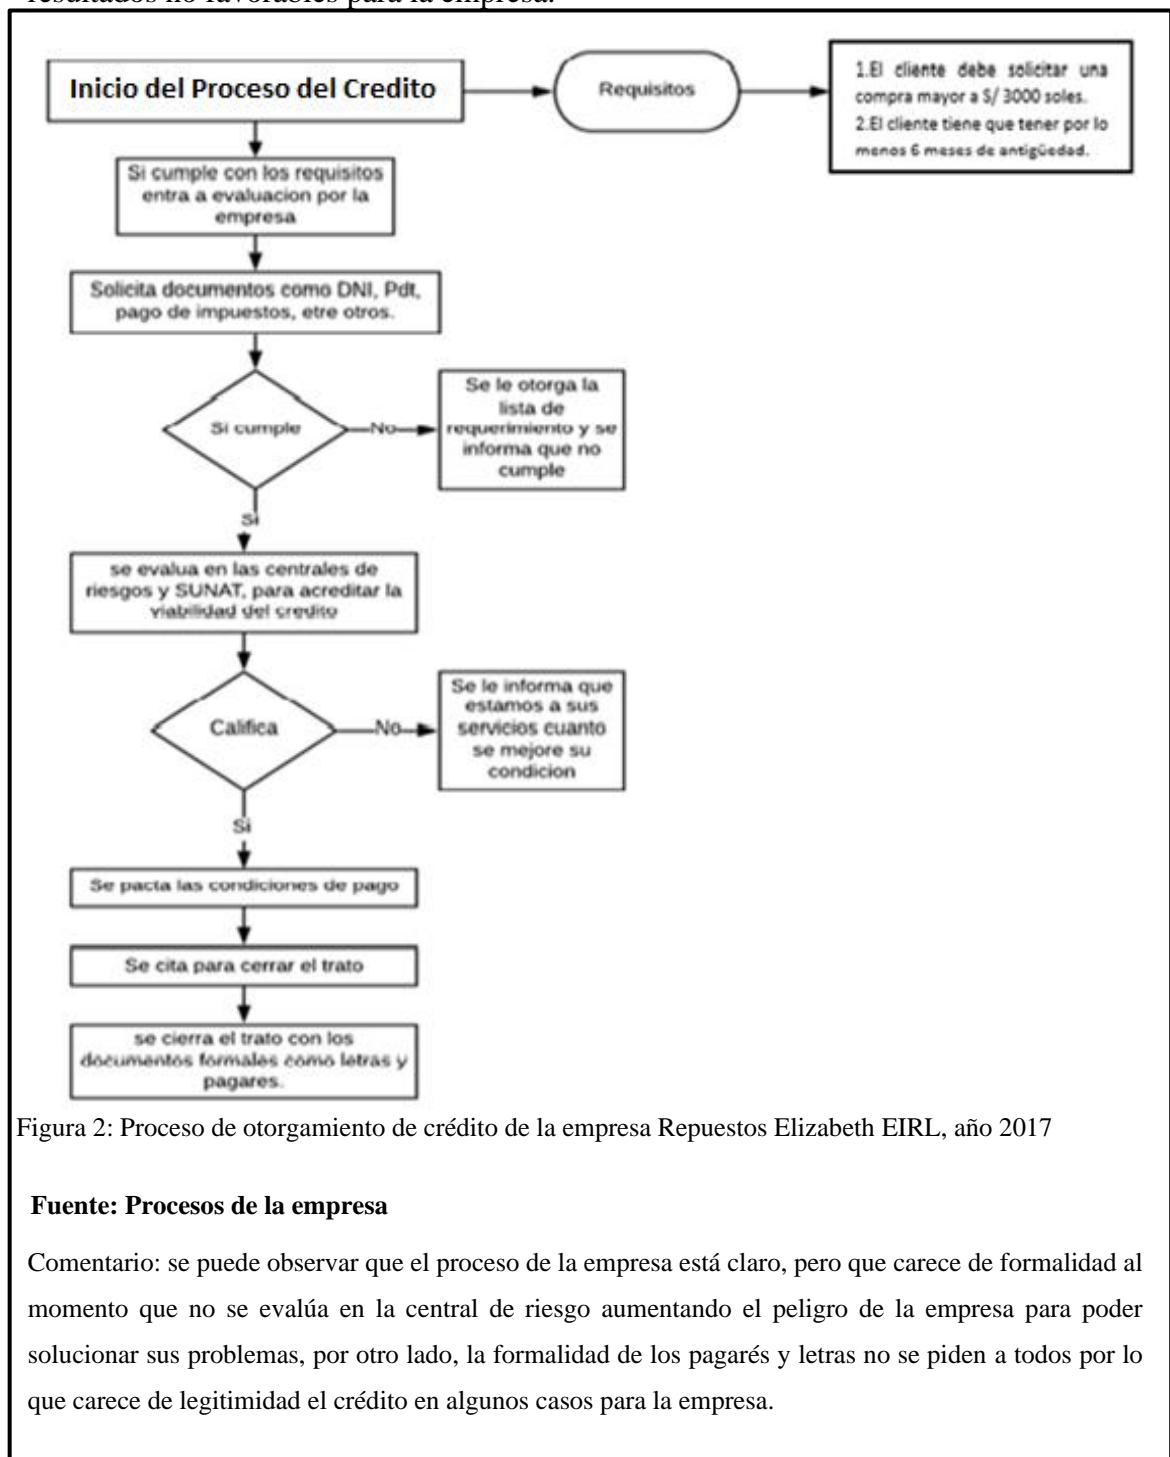 resultados no favorables para la empresa.
Inicio del Proceso del Credito
Requisitos
1.El cliente debe solicitar una
compra mayor a S/ 3000 soles.
2.El cliente tiene que tener por lo
menos 6 meses de antigüedad.
Si cumple con los requisitos
entra a evaluacion por la
empresa
Solicita documentos como DNI, Pdt,
pago de impuestos, etre otros.
Si cumple
No
Se le otorga la
lista de
requerimiento y se
informa que no
cumple
Si
se evalua en las centrales de
riesgos y SUNAT, para acreditar la
viabilidad del credito
Califica
No
Se le informa que
estamos a sus
servicios cuanto
se mejore su
condicion
Si
Se pacta las condiciones de pago
Se cita para cerrar el trato
se cierra el trato con los
documentos formales como letras y
pagares.
Figura 2: Proceso de otorgamiento de crédito de la empresa Repuestos Elizabeth EIRL, año 2017
Fuente: Procesos de la empresa
Comentario: se puede observar que el proceso de la empresa está claro, pero que carece de formalidad al
momento que no se evalúa en la central de riesgo aumentando el peligro de la empresa para poder
solucionar sus problemas, por otro lado, la formalidad de los pagarés y letras no se piden a todos por lo
que carece de legitimidad el crédito en algunos casos para la empresa.